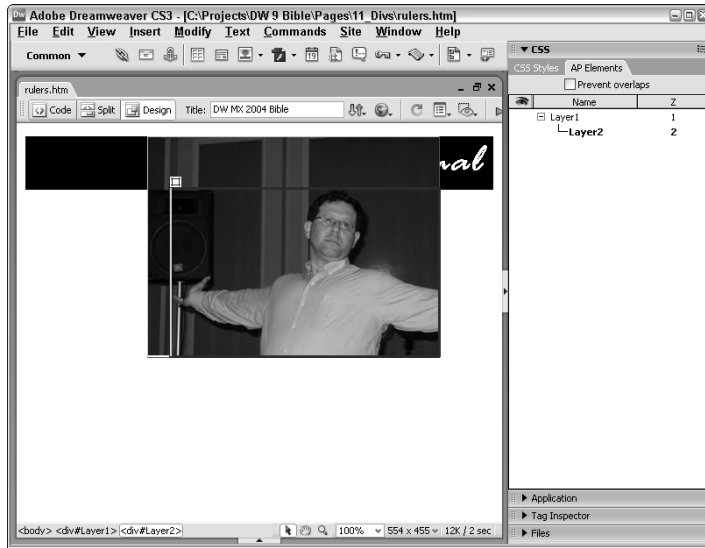 Adobe Dreamweaver CS3 - [C:\Projects\DW 9 Bible\Pages\11_Divs\rulers.htm]
File Edit View Insert Modify Text Commands Site Window Help
Common
CSS
CSS Styles AP Elements
Prevent overlaps
Name Z
Layer1 1
Layer2 2
rulers.htm
Code Split Design Title: DW MX 2004 Bible
<body> <div#Layer1> <div#Layer2> 100% 554 x 455 12K / 2 sec
Application
Tag Inspector
Files